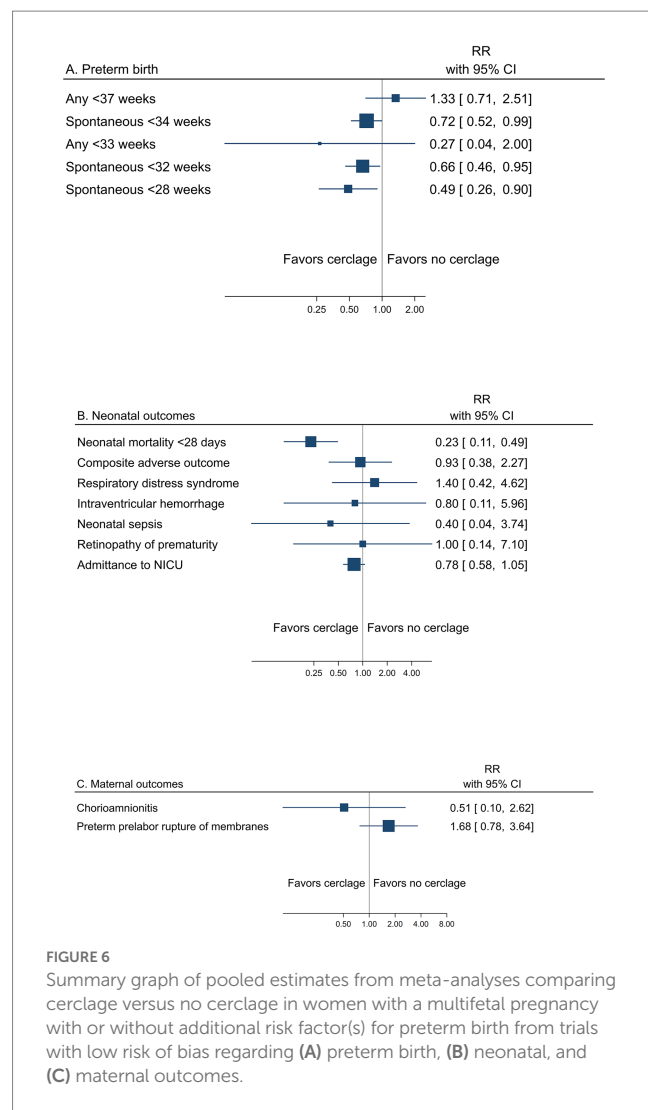 RR
A. Preterm birth with 95% CI
Any <37 weeks 1.33 [ 0.71, 2.51]
Spontaneous <34 weeks 0.72 [ 0.52, 0.99]
Any <33 weeks 0.27 [ 0.04, 2.00]
Spontaneous <32 weeks 0.66 [ 0.46, 0.95]
Spontaneous <28 weeks 0.49 [ 0.26, 0.90]
Favors cerclage Favors no cerclage
0.25 0.50 1.00 2.00
RR
B. Neonatal outcomes with 95% CI
Neonatal mortality <28 days 0.23 [ 0.11, 0.49]
Composite adverse outcome 0.93 [ 0.38, 2.27]
Respiratory distress syndrome 1.40 [ 0.42, 4.62]
Intraventricular hemorrhage 0.80 [ 0.11, 5.96]
Neonatal sepsis 0.40 [ 0.04, 3.74]
Retinopathy of prematurity 1.00 [ 0.14, 7.10]
Admittance to NICU 0.78 [ 0.58, 1.05]
Favors cerclage Favors no cerclage
0.25 0.50 1.00 2.00 4.00
RR
C. Maternal outcomes with 95% CI
Chorioamnionitis 0.51 [ 0.10, 2.62]
Preterm prelabor rupture of membranes 1.68 [ 0.78, 3.64]
Favors cerclage Favors no cerclage
0.50 1.00 2.00 4.00 8.00
FIGURE 6
Summary graph of pooled estimates from meta-analyses comparing
cerclage versus no cerclage in women with a multifetal pregnancy
with or without additional risk factor(s) for preterm birth from trials
with low risk of bias regarding (A) preterm birth, (B) neonatal, and
(C) maternal outcomes.